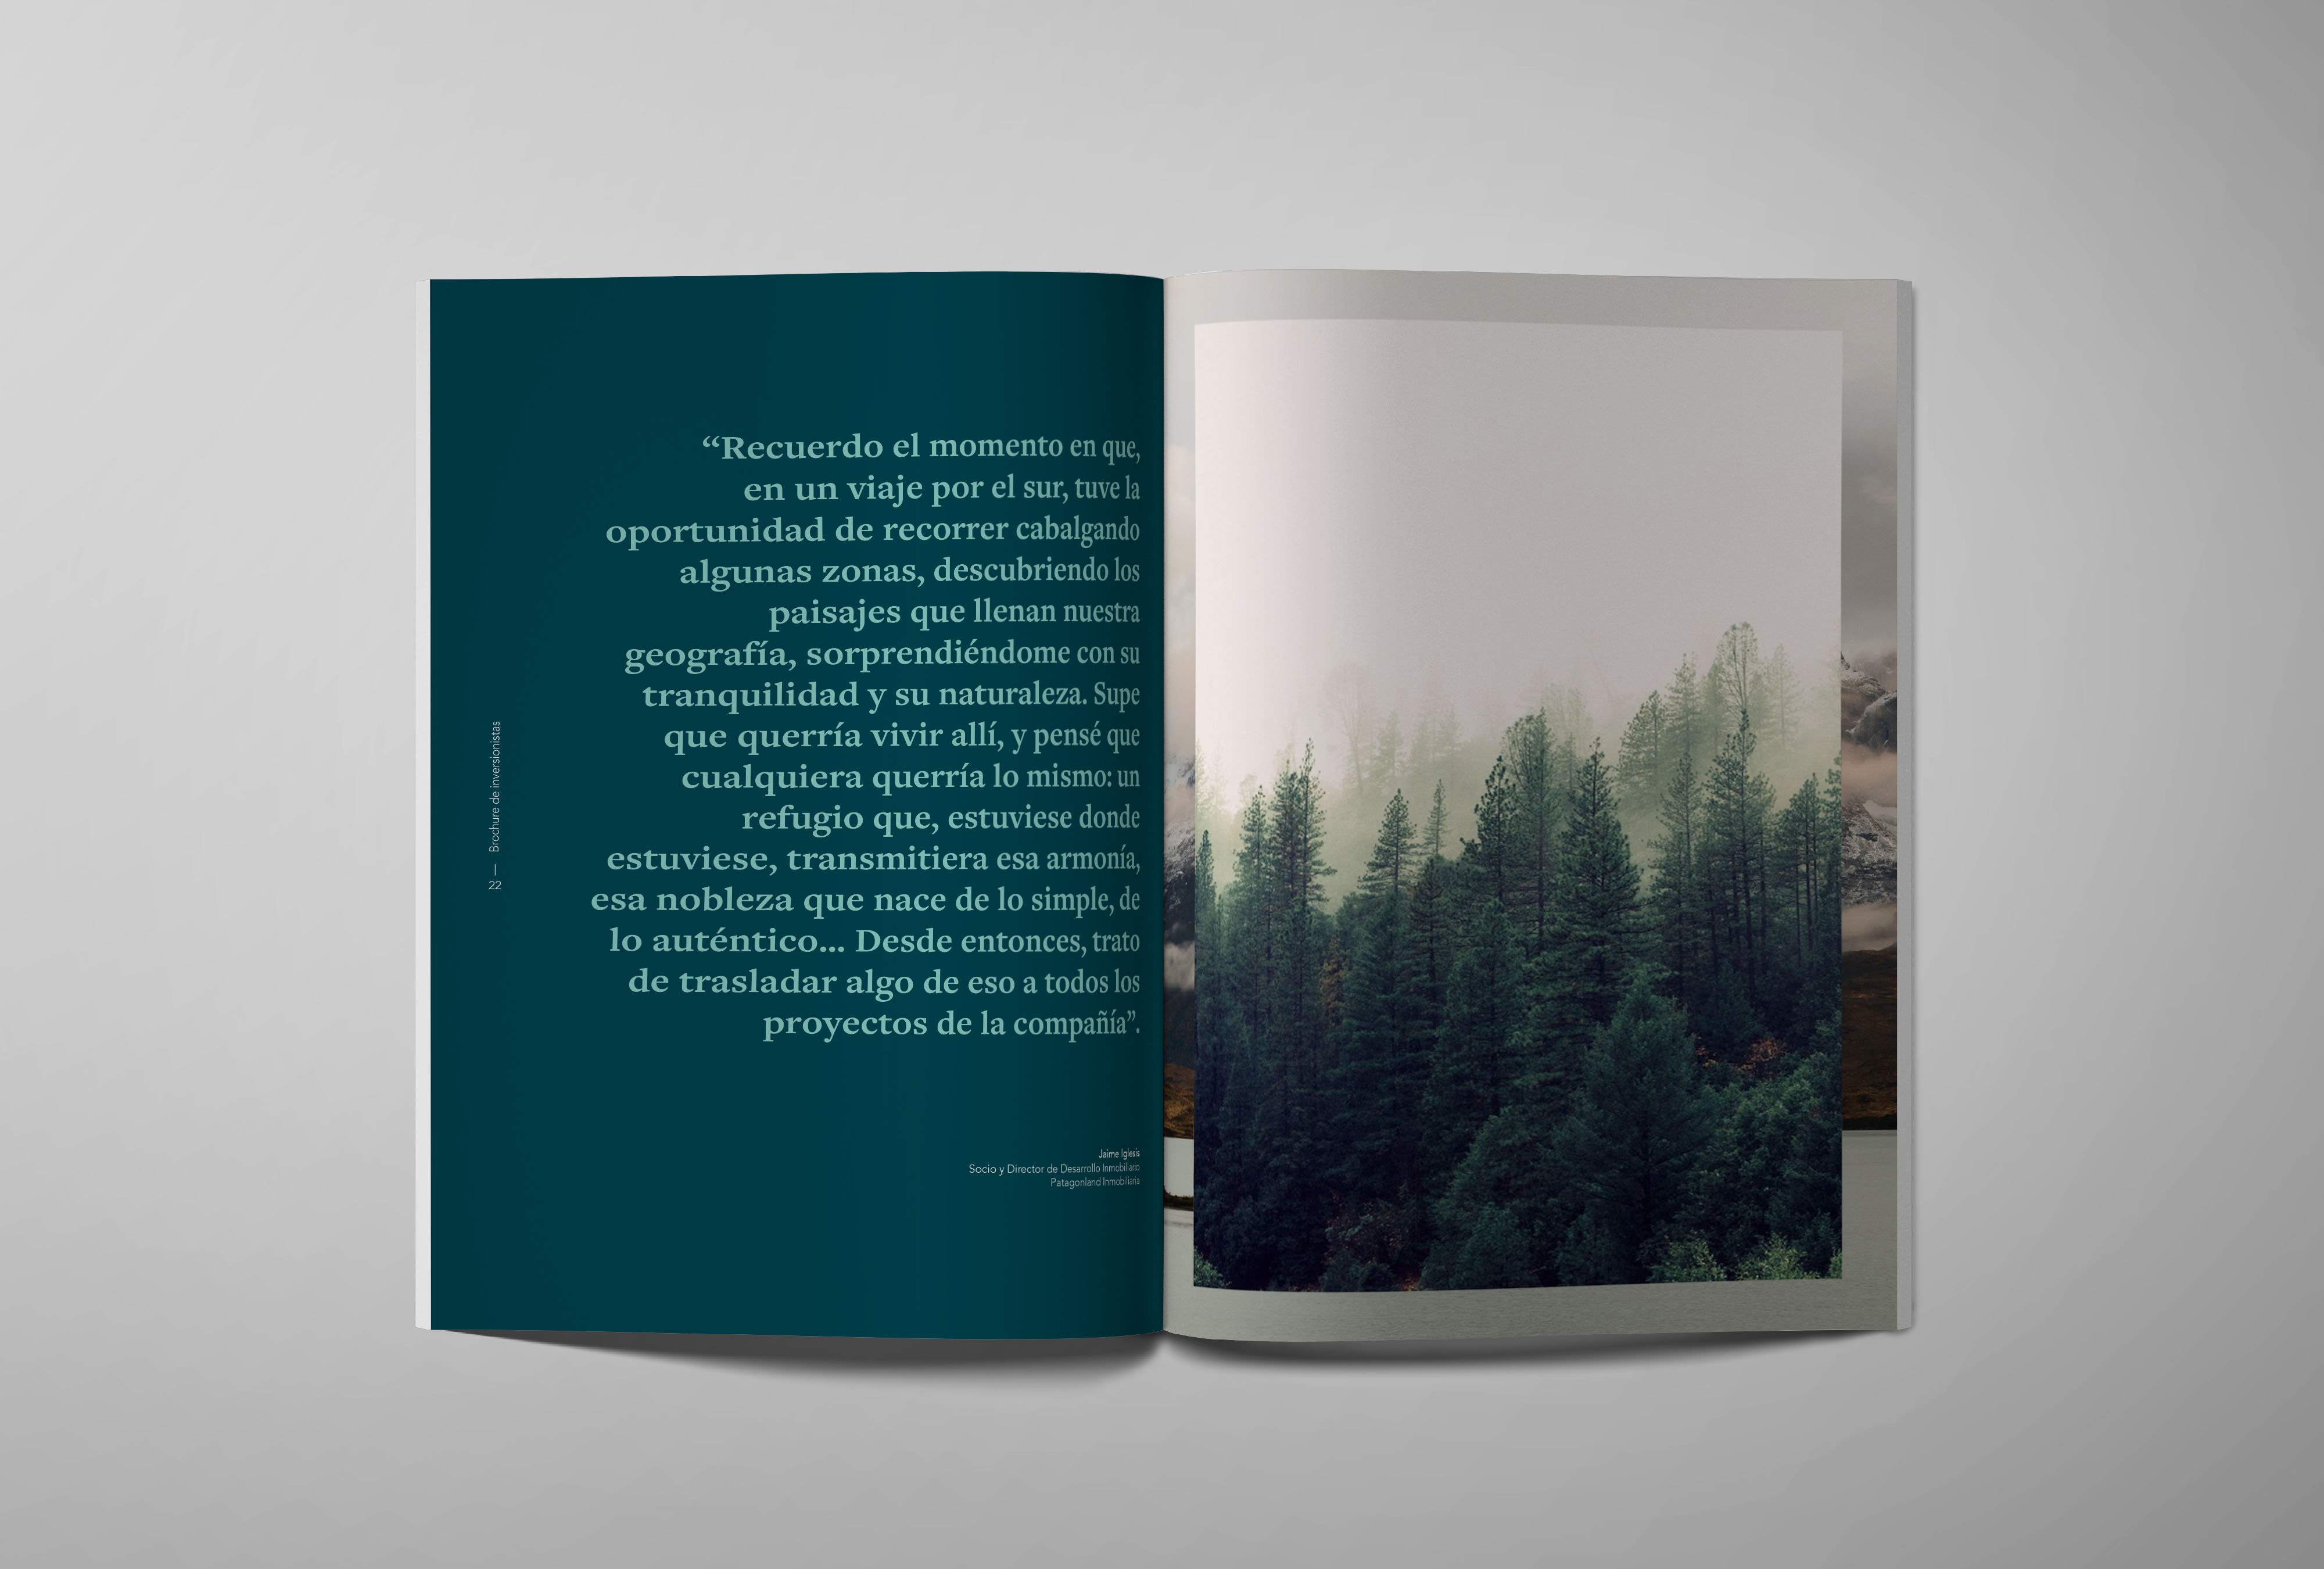 “Recuerdo el momento en que,
en un viaje por el sur, tuve la
oportunidad de recorrer cabalgando
algunas zonas, descubriendo los
paisajes que llenan nuestra
geografía, sorprendiéndome con su
tranquilidad y su naturaleza. Supe
que querría vivir allí, y pensé que
cualquiera querría lo mismo: un
refugio que, estuviese donde
estuviese, transmitiera esa armonía,
esa nobleza que nace de lo simple, de
lo auténtico... Desde entonces, trato
de trasladar algo de eso a todos los
proyectos de la compañía”.
Jaime Iglesis
Socio y Director de Desarrollo Inmobiliario
Patagonland Inmobiliaria
22 — Brochure de inversionistas